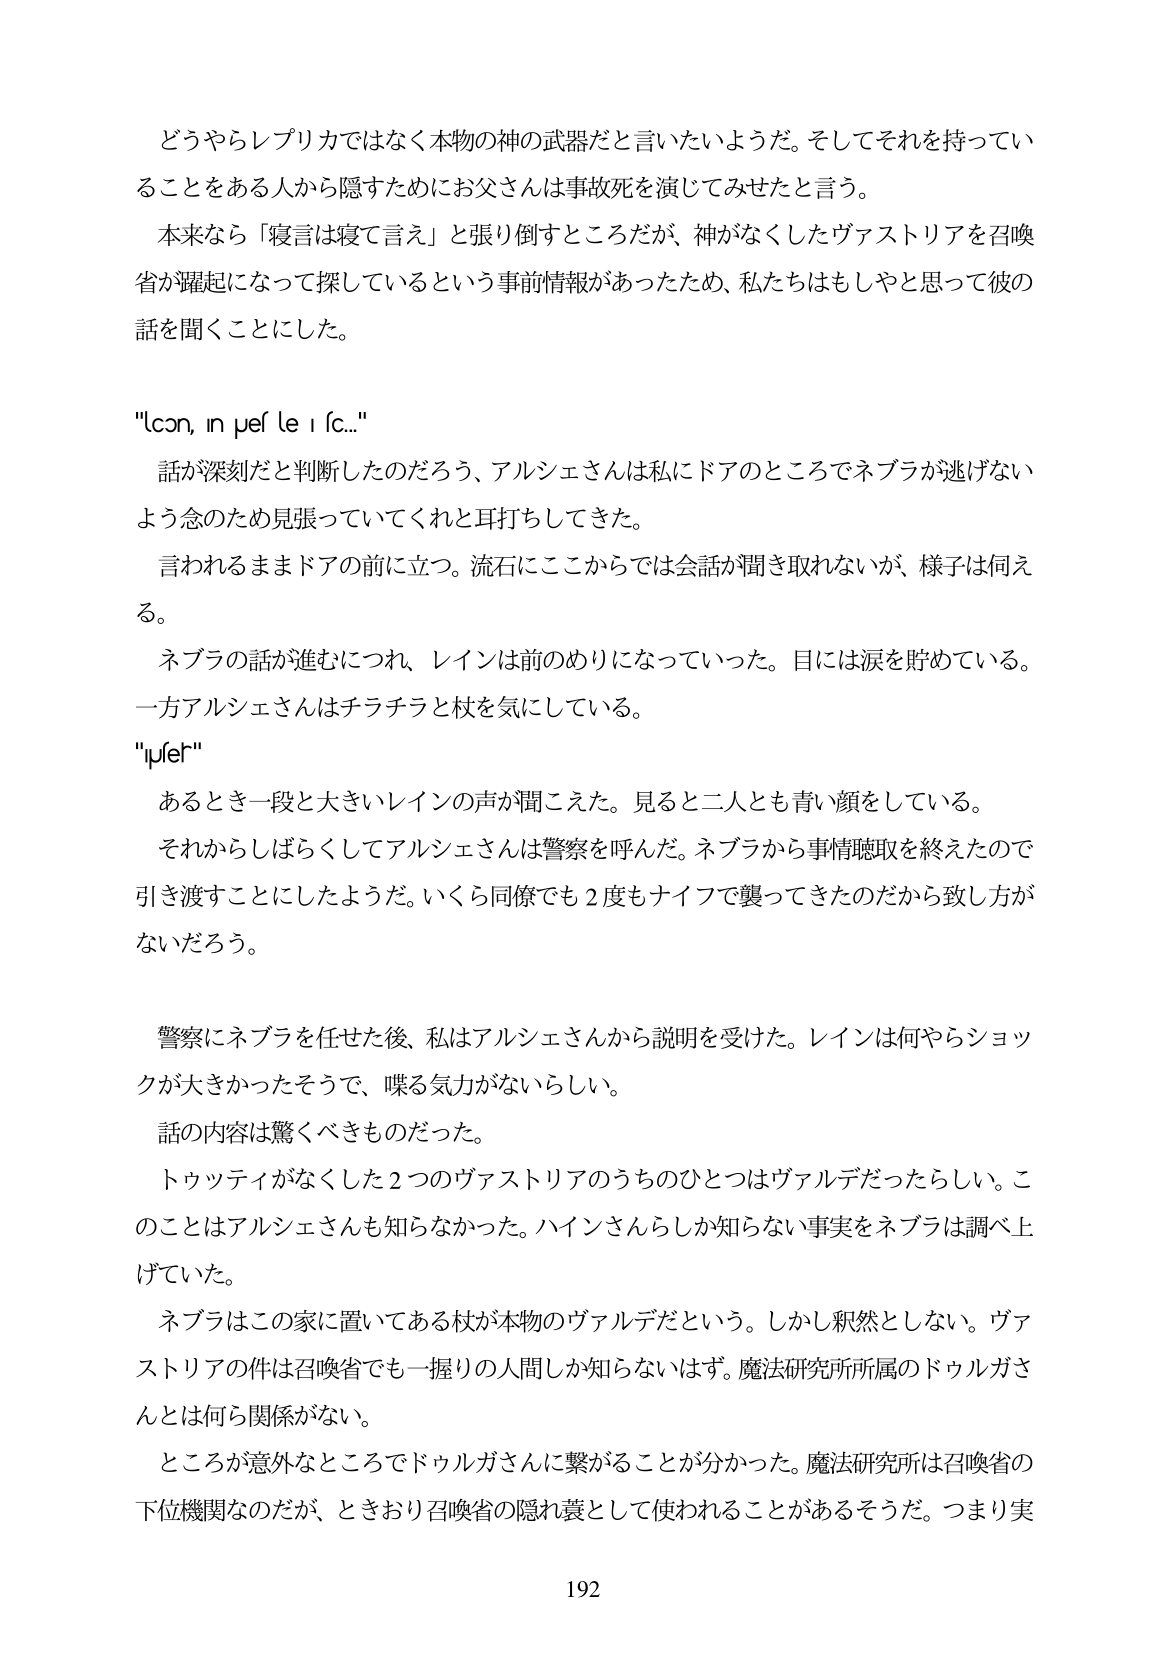 どうやらレプリカではなく本物の神の武器だと言いたいようだ。そしてそれを持ってい
ることをある人から隠すためにお父さんは事故死を演じてみせたと言う。
本来なら「寝言は寝て言え」と張り倒すところだが、神がなくしたヴァストリアを召喚
省が躍起になって探しているという事前情報があったため、私たちはもしやと思って彼の
話を聞くことにした。
話が深刻だと判断したのだろう、アルシェさんは私にドアのところでネブラが逃げない
よう念のため見張っていてくれと耳打ちしてきた。
言われるままドアの前に立つ。流石にここからでは会話が聞き取れないが、様子は伺え
る。
ネブラの話が進むにつれ、レインは前のめりになっていった。目には涙を貯めている。
一方アルシェさんはチラチラと杖を気にしている。
あるとき一段と大きいレインの声が聞こえた。見ると二人とも青い顔をしている。
それからしばらくしてアルシェさんは警察を呼んだ。ネブラから事情聴取を終えたので
引き渡すことにしたようだ。いくら同僚でも2度もナイフで襲ってきたのだから致し方が
ないだろう。
警察にネブラを任せた後、私はアルシェさんから説明を受けた。レインは何やらショッ
クが大きかったそうで、喋る気力がないらしい。
話の内容は驚くべきものだった。
トゥッティがなくした2つのヴァストリアのうちのひとつはヴァルデだったらしい。こ
のことはアルシェさんも知らなかった。ハインさんらしか知らない事実をネブラは調べ上
げていた。
ネブラはこの家に置いてある杖が本物のヴァルデだという。しかし釈然としない。ヴァ
ストリアの件は召喚省でも一握りの人間しか知らないはず。魔法研究所所属のドゥルガさ
んとは何ら関係がない。
ところが意外なところでドゥルガさんに繋がることが分かった。魔法研究所は召喚省の
下位機関なのだが、ときおり召喚省の隠れ蓑として使われることがあるそうだ。つまり実
192